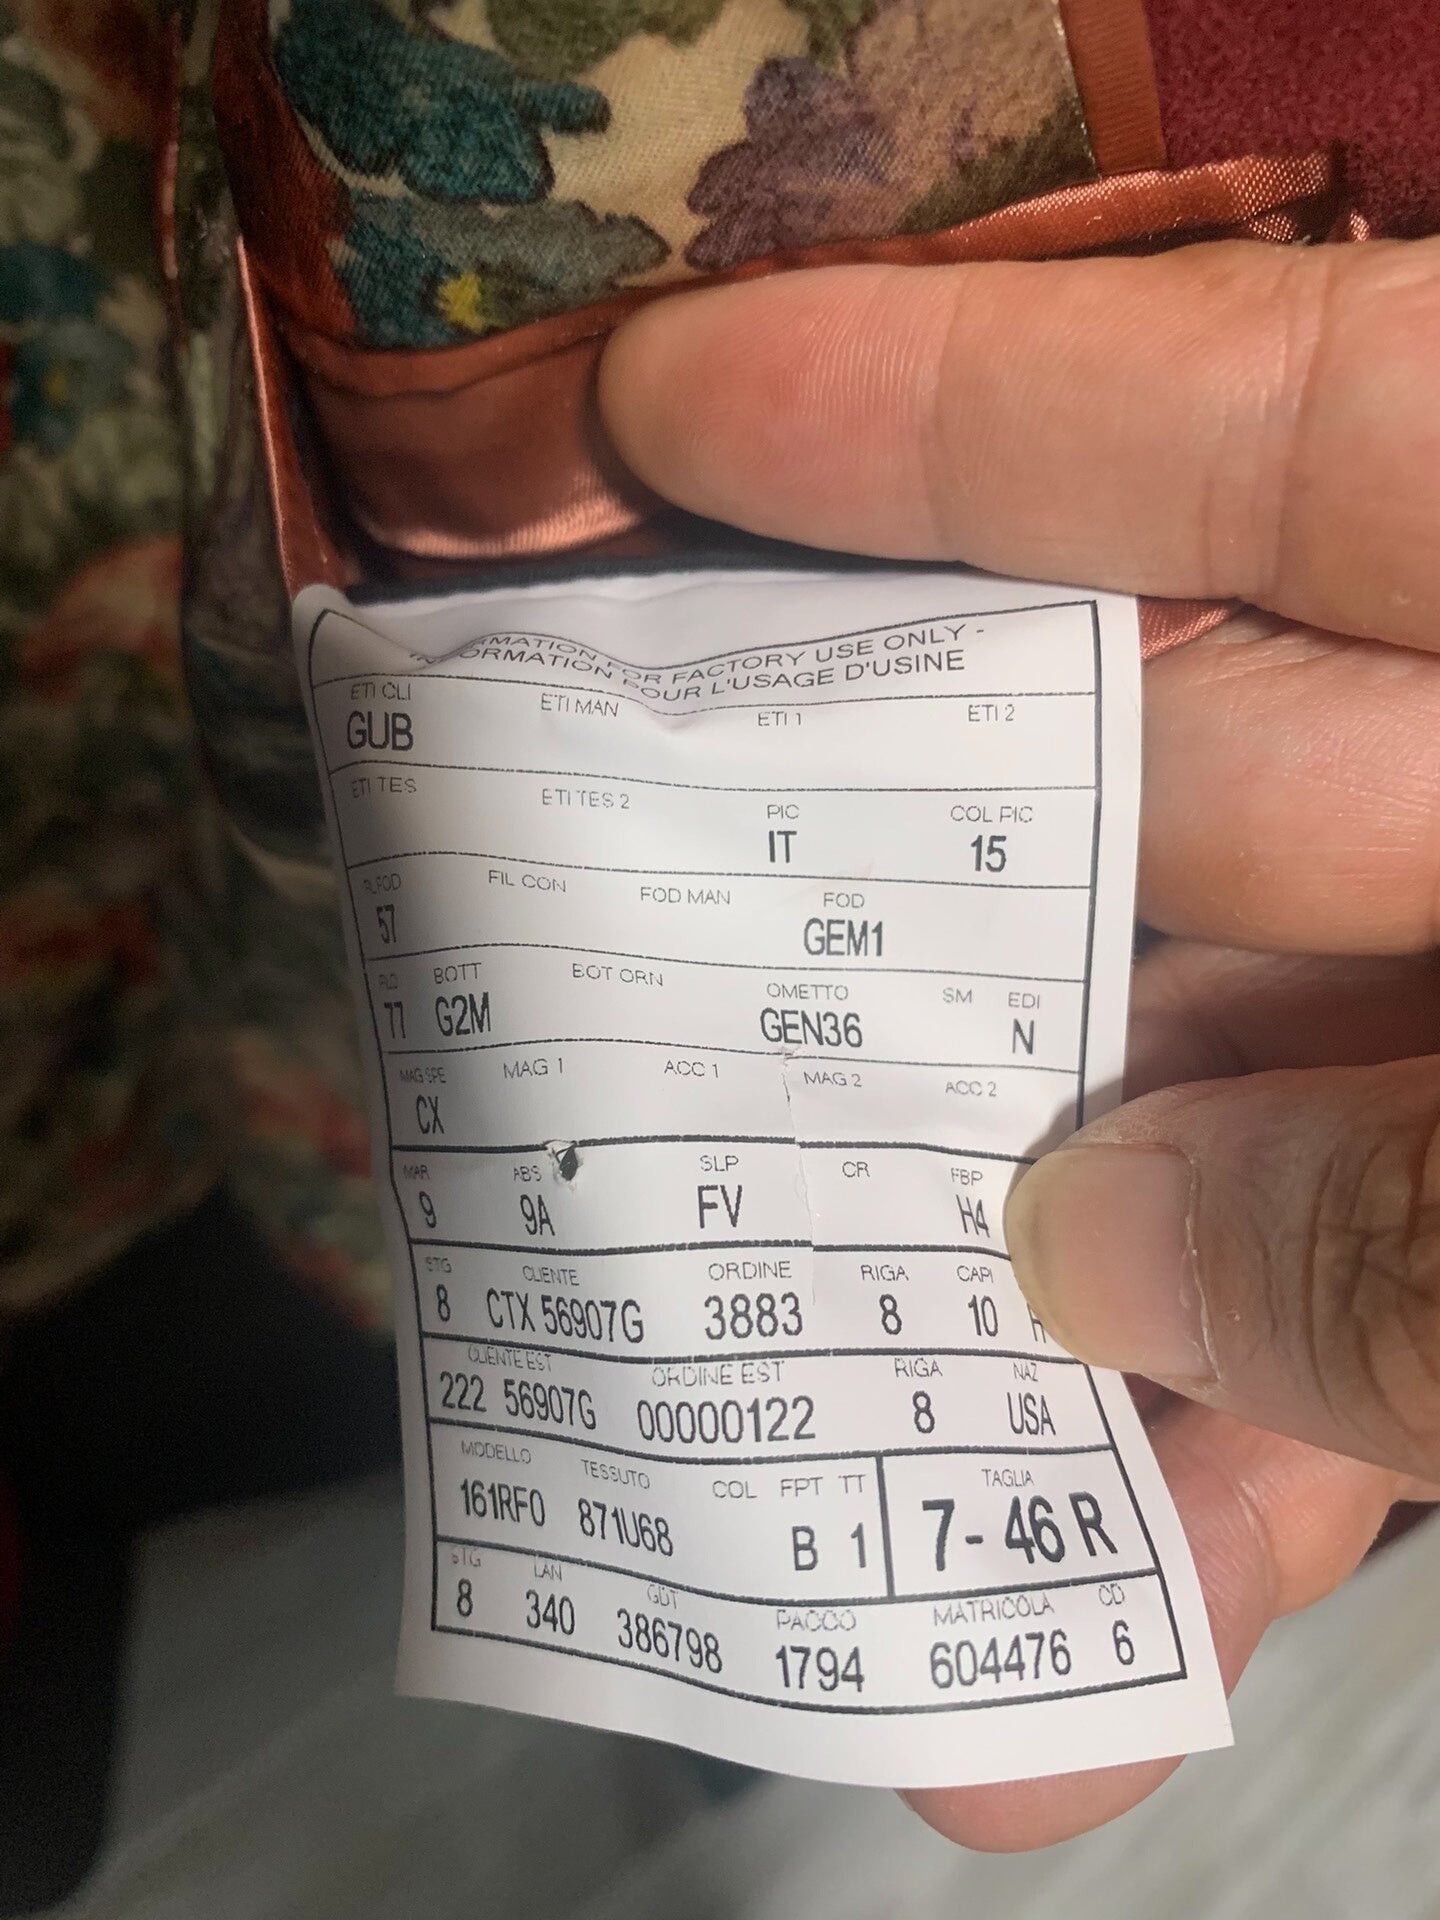 INFORMATION FOR FACTORY USE ONLY -
INFORMATION POUR L'USAGE D'USINE
ETI CLI ETI MAN ETI 1 ETI 2
GUB
ETI TES ETI TES 2 PIC COL PIC
IT 15
FIL CON FOD MAN FOD
57 GEM1
BOTT BOT ORN OMETTO SM EDI
77 G2M GEN36 N
MAG SPE MAG 1 ACC 1 MAG 2 ACC 2
CX
MAR ABS SLP CR FBP
9 9A FV H4
STG CLIENTE ORDINE RIGA CAPI
8 CTX 56907G 3883 8 10
CLIENTE EST ORDINE EST RIGA NAZ
222 56907G 00000122 8 USA
MODELLO TESSUTO COL FPT TT TAGLIA
161RF0 871U68 B 1 7- 46 R
STG LAN GDT PACCO MATRICOLA CD
8 340 386798 1794 604476 6